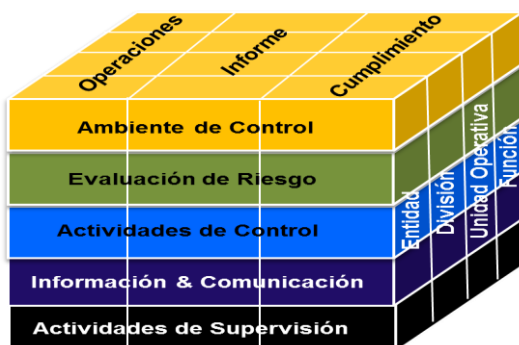 Operaciones
Informe
Cumplimiento
Ambiente de Control
Evaluación de Riesgo
Actividades de Control
Información & Comunicación
Actividades de Supervisión
Entidad
División
Unidad Operativa
Función